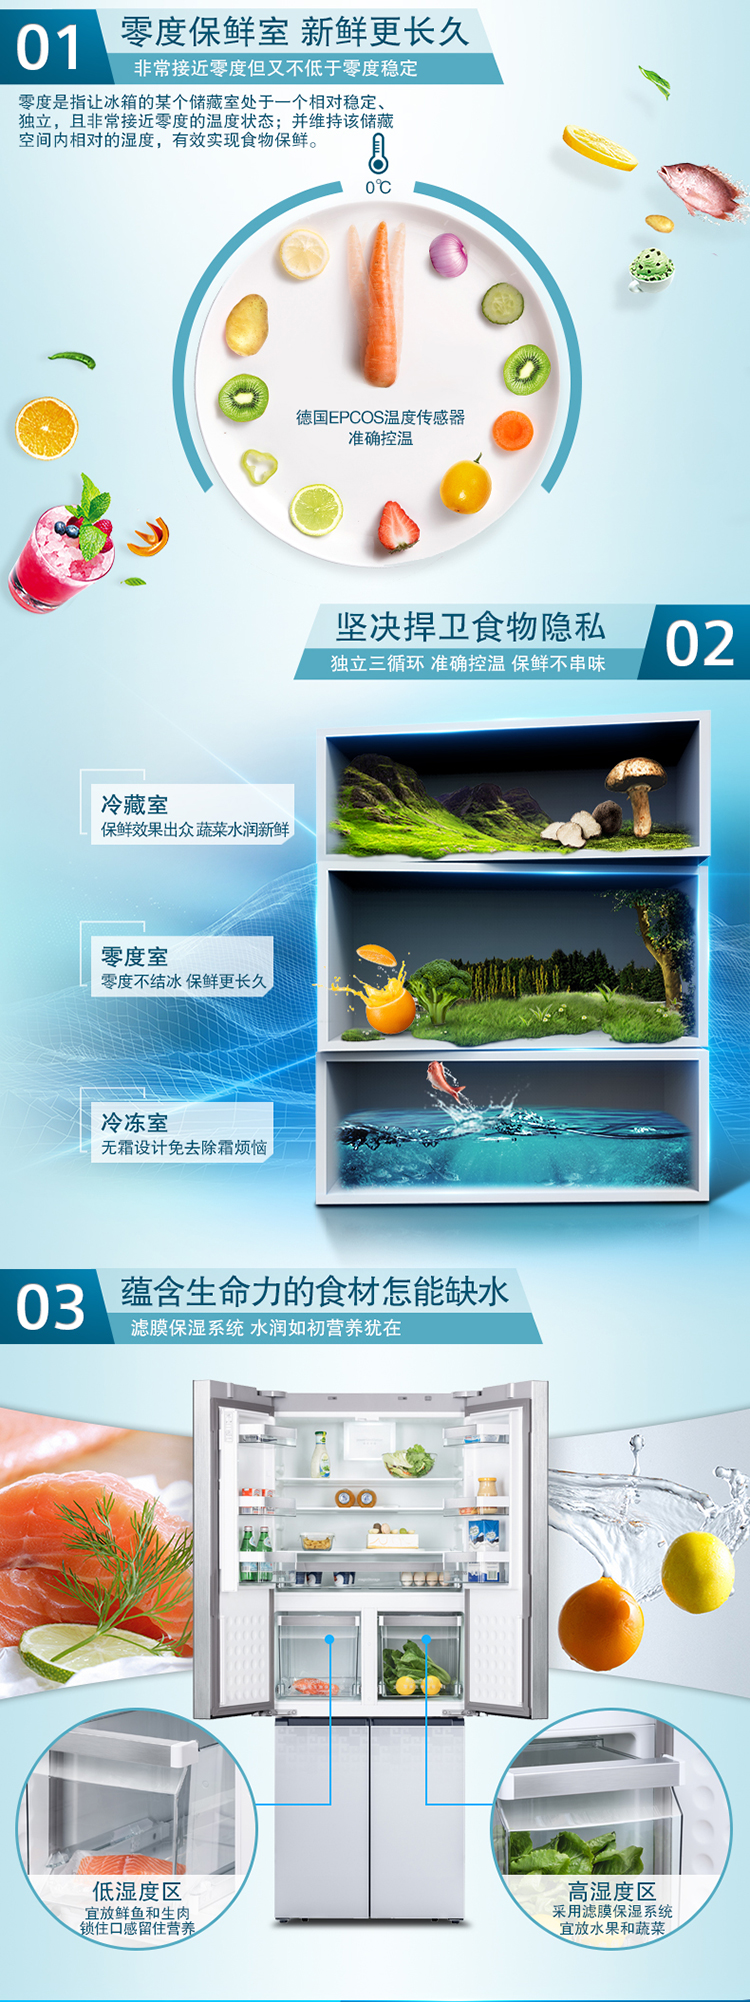 01
零度保鲜室 新鲜更长久
非常接近零度但又不低于零度稳定
零度是指让冰箱的某个储藏室处于一个相对稳定、
独立，且非常接近零度的温度状态；并维持该储藏
空间内相对的湿度，有效实现食物保鲜。
0℃
德国EPCOS温度传感器
准确控温
坚决捍卫食物隐私
独立三循环 准确控温 保鲜不串味
02
冷藏室
保鲜效果出众 蔬菜水润新鲜
零度室
零度不结冰 保鲜更长久
冷冻室
无霜设计免去除霜烦恼
03
蕴含生命力的食材怎能缺水
滤膜保湿系统 水润如初营养犹在
低湿度区
宜放鲜鱼和生肉
锁住口感留住营养
高湿度区
采用滤膜保湿系统
宜放水果和蔬菜